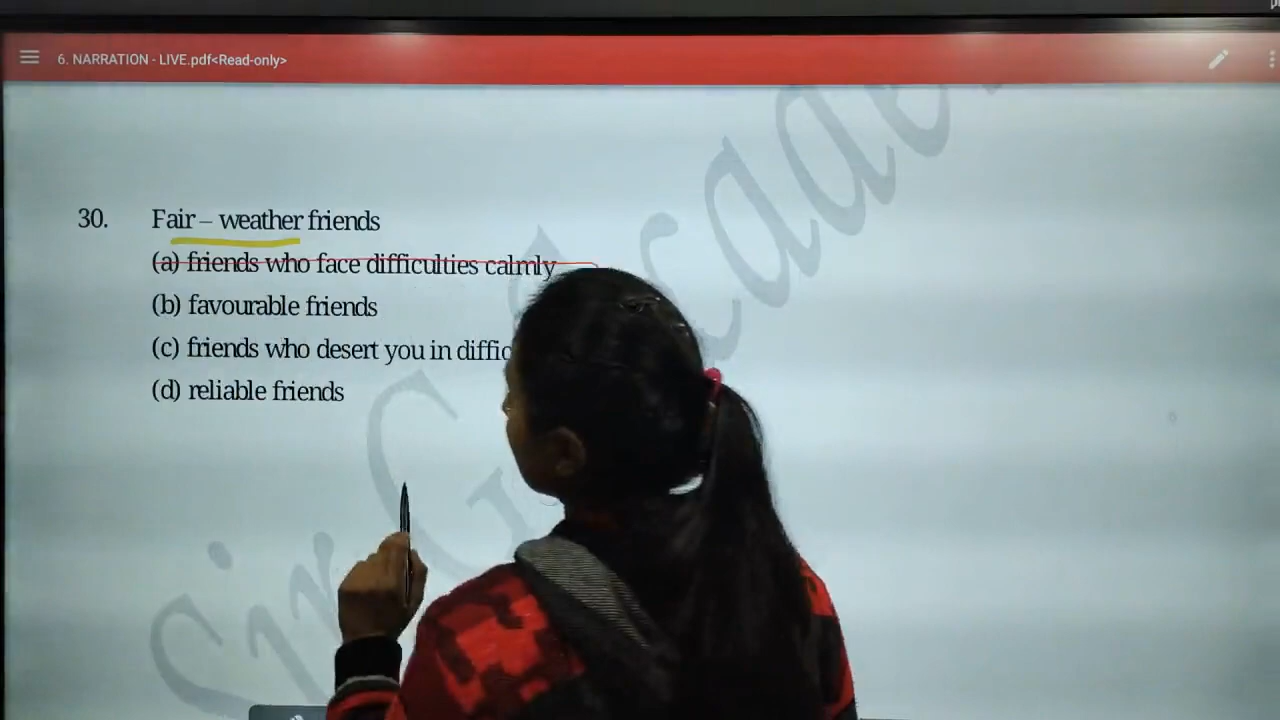 6. NARRATION - LIVE.pdf<Read-only>
30. Fair – weather friends
(a) friends who face difficulties calmly
(b) favourable friends
(c) friends who desert you in
(d) reliable friends
Sir